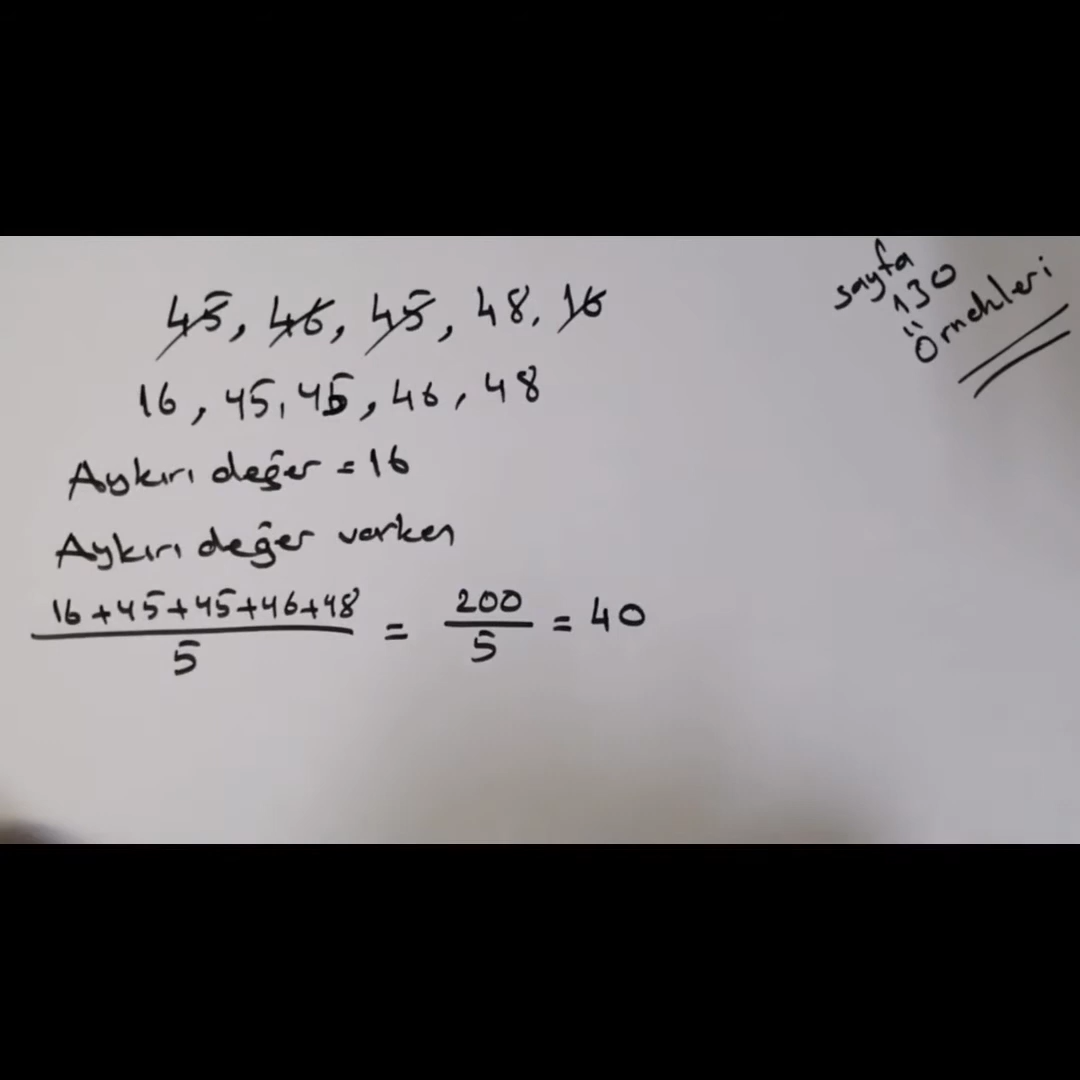 45, 46, 45, 48, 16
16, 45, 45, 46, 48
Aykırı değer = 16
Aykırı değer varken
16+45+45+46+48
5
= 200
5
= 40
sayfa
130
Örnekleri